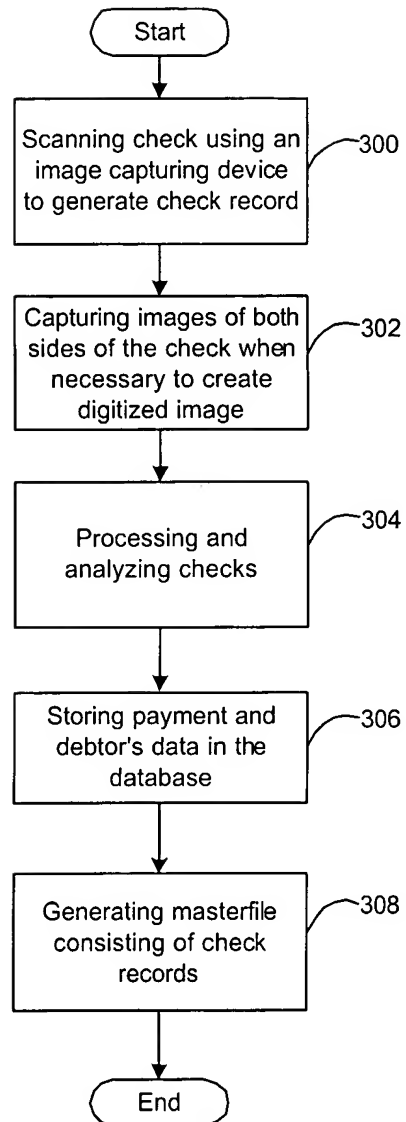 Start
Scanning check using an
image capturing device
to generate check record
300
Capturing images of both
sides of the check when
necessary to create
digitized image
302
Processing and
analyzing checks
304
Storing payment and
debtor's data in the
database
306
Generating masterfile
consisting of check
records
308
End